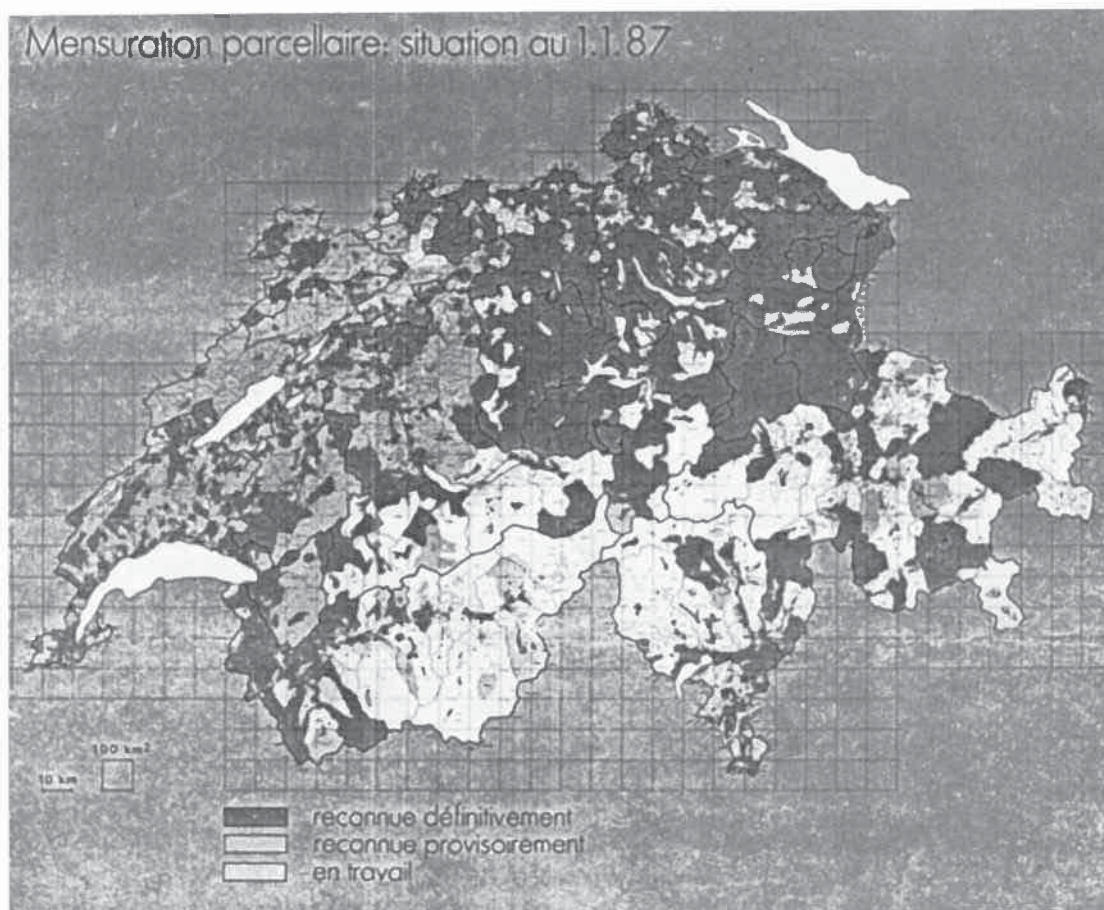 Mensuration parcellaire: situation au 1.1.87
100 km²
10 km
reconnue définitivement
reconnue provisoirement
en travail